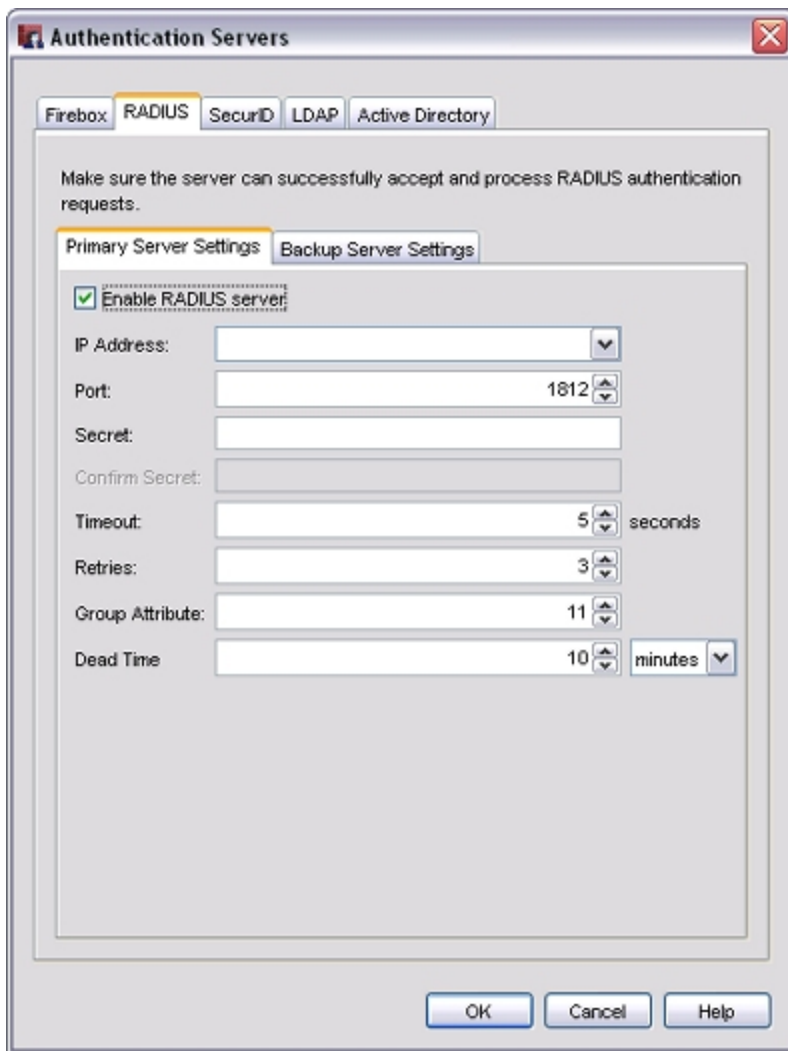 Authentication Servers
Firebox RADIUS SecurID LDAP Active Directory
Make sure the server can successfully accept and process RADIUS authentication
requests.
Primary Server Settings Backup Server Settings
Enable RADIUS server
IP Address:
Port: 1812
Secret:
Confirm Secret:
Timeout: 5 seconds
Retries: 3
Group Attribute: 11
Dead Time 10 minutes
OK Cancel Help